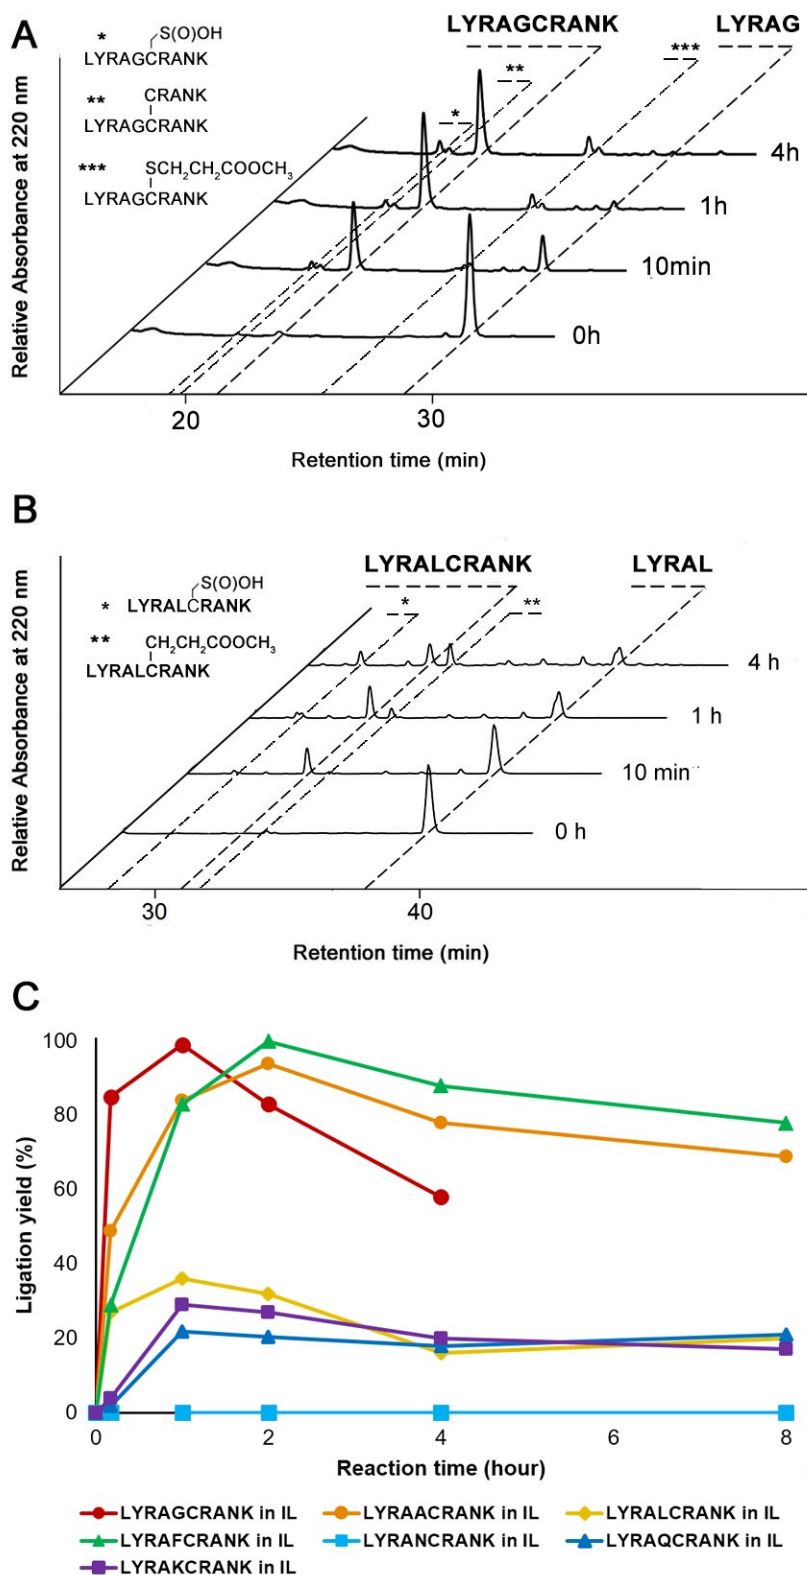 A
* S(O)OH
LYRAGCRANK
CRANK
**
LYRAGCRANK
*** SCH2CH2COOCH3
LYRAGCRANK
LYRAGCRANK
LYRAG
***
**
*
4h
1h
10min
0h
Relative Absorbance at 220 nm
20
30
Retention time (min)
B
S(O)OH
* LYRALCRANK
** CH2CH2COOCH3
LYRALCRANK
LYRALCRANK
LYRAL
*
**
4 h
1 h
10 min
0 h
Relative Absorbance at 220 nm
30
40
Retention time (min)
C
Ligation yield (%)
100
80
60
40
20
0
0 2 4 6 8
Reaction time (hour)
LYRAGCRANK in IL LYRAACRANK in IL LYRALCRANK in IL
LYRAFCRANK in IL LYRANCRANK in IL LYRAQCRANK in IL
LYRAKCRANK in IL